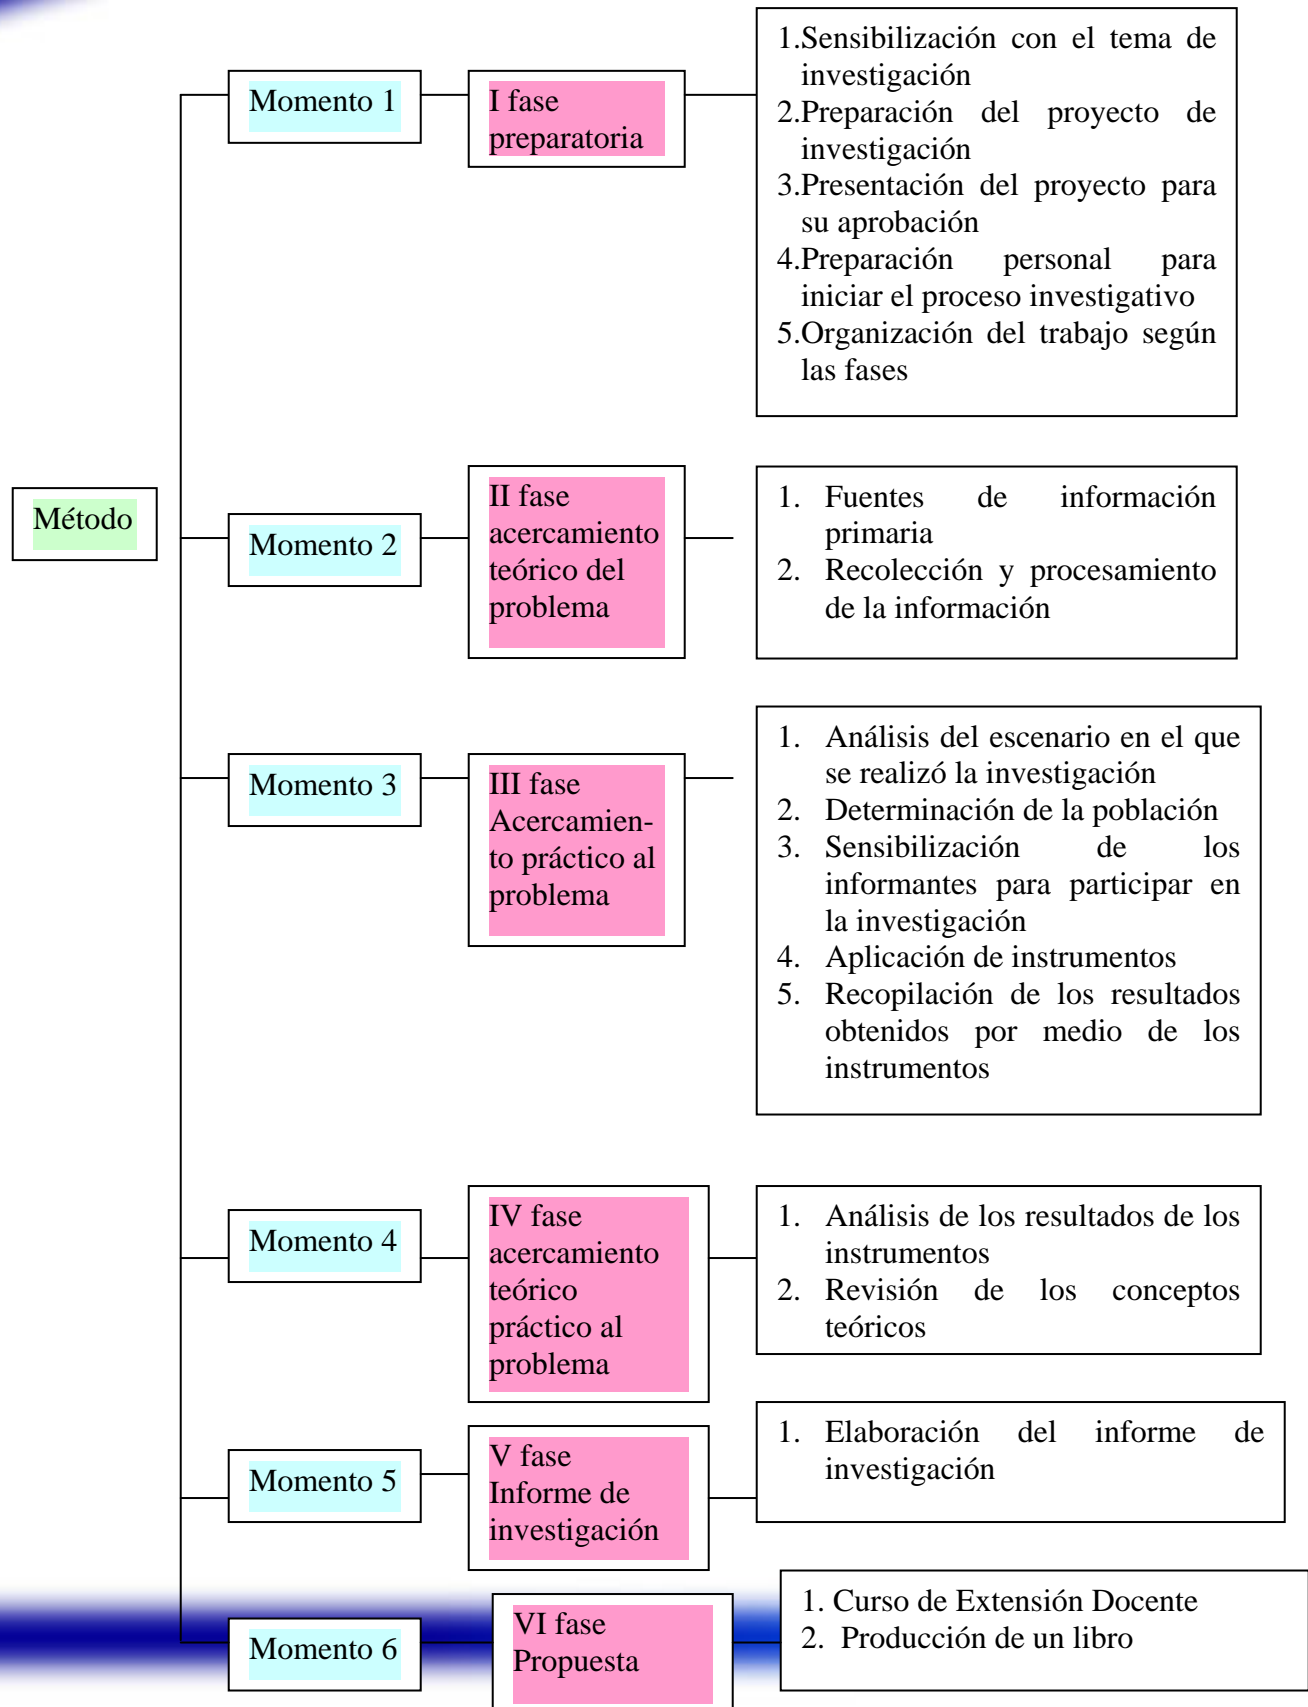 Método
Momento 1
I fase
preparatoria
1.Sensibilización con el tema de
investigación
2.Preparación del proyecto de
investigación
3.Presentación del proyecto para
su aprobación
4.Preparación personal para
iniciar el proceso investigativo
5.Organización del trabajo según
las fases
Momento 2
II fase
acercamiento
teórico del
problema
1. Fuentes de información
primaria
2. Recolección y procesamiento
de la información
Momento 3
III fase
Acercamien-
to práctico al
problema
1. Análisis del escenario en el que
se realizó la investigación
2. Determinación de la población
3. Sensibilización de los
informantes para participar en
la investigación
4. Aplicación de instrumentos
5. Recopilación de los resultados
obtenidos por medio de los
instrumentos
Momento 4
IV fase
acercamiento
teórico
práctico al
problema
1. Análisis de los resultados de los
instrumentos
2. Revisión de los conceptos
teóricos
Momento 5
V fase
Informe de
investigación
1. Elaboración del informe de
investigación
Momento 6
VI fase
Propuesta
1. Curso de Extensión Docente
2. Producción de un libro